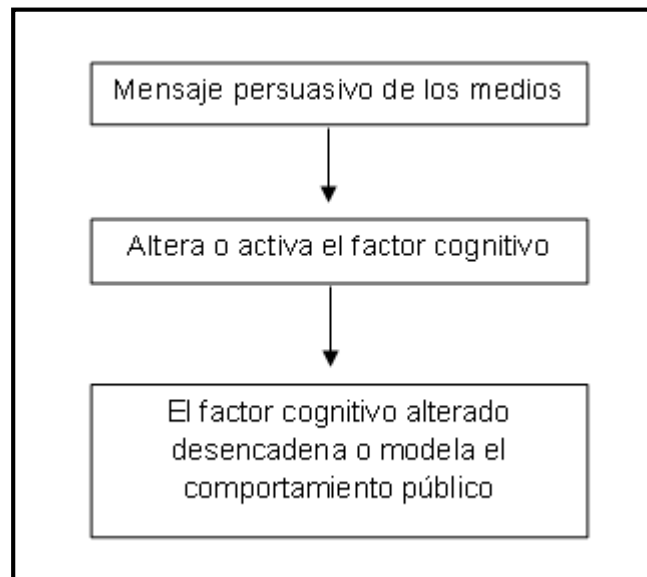 Mensaje persuasivo de los medios
Altera o activa el factor cognitivo
El factor cognitivo alterado
desencadena o modela el
comportamiento público